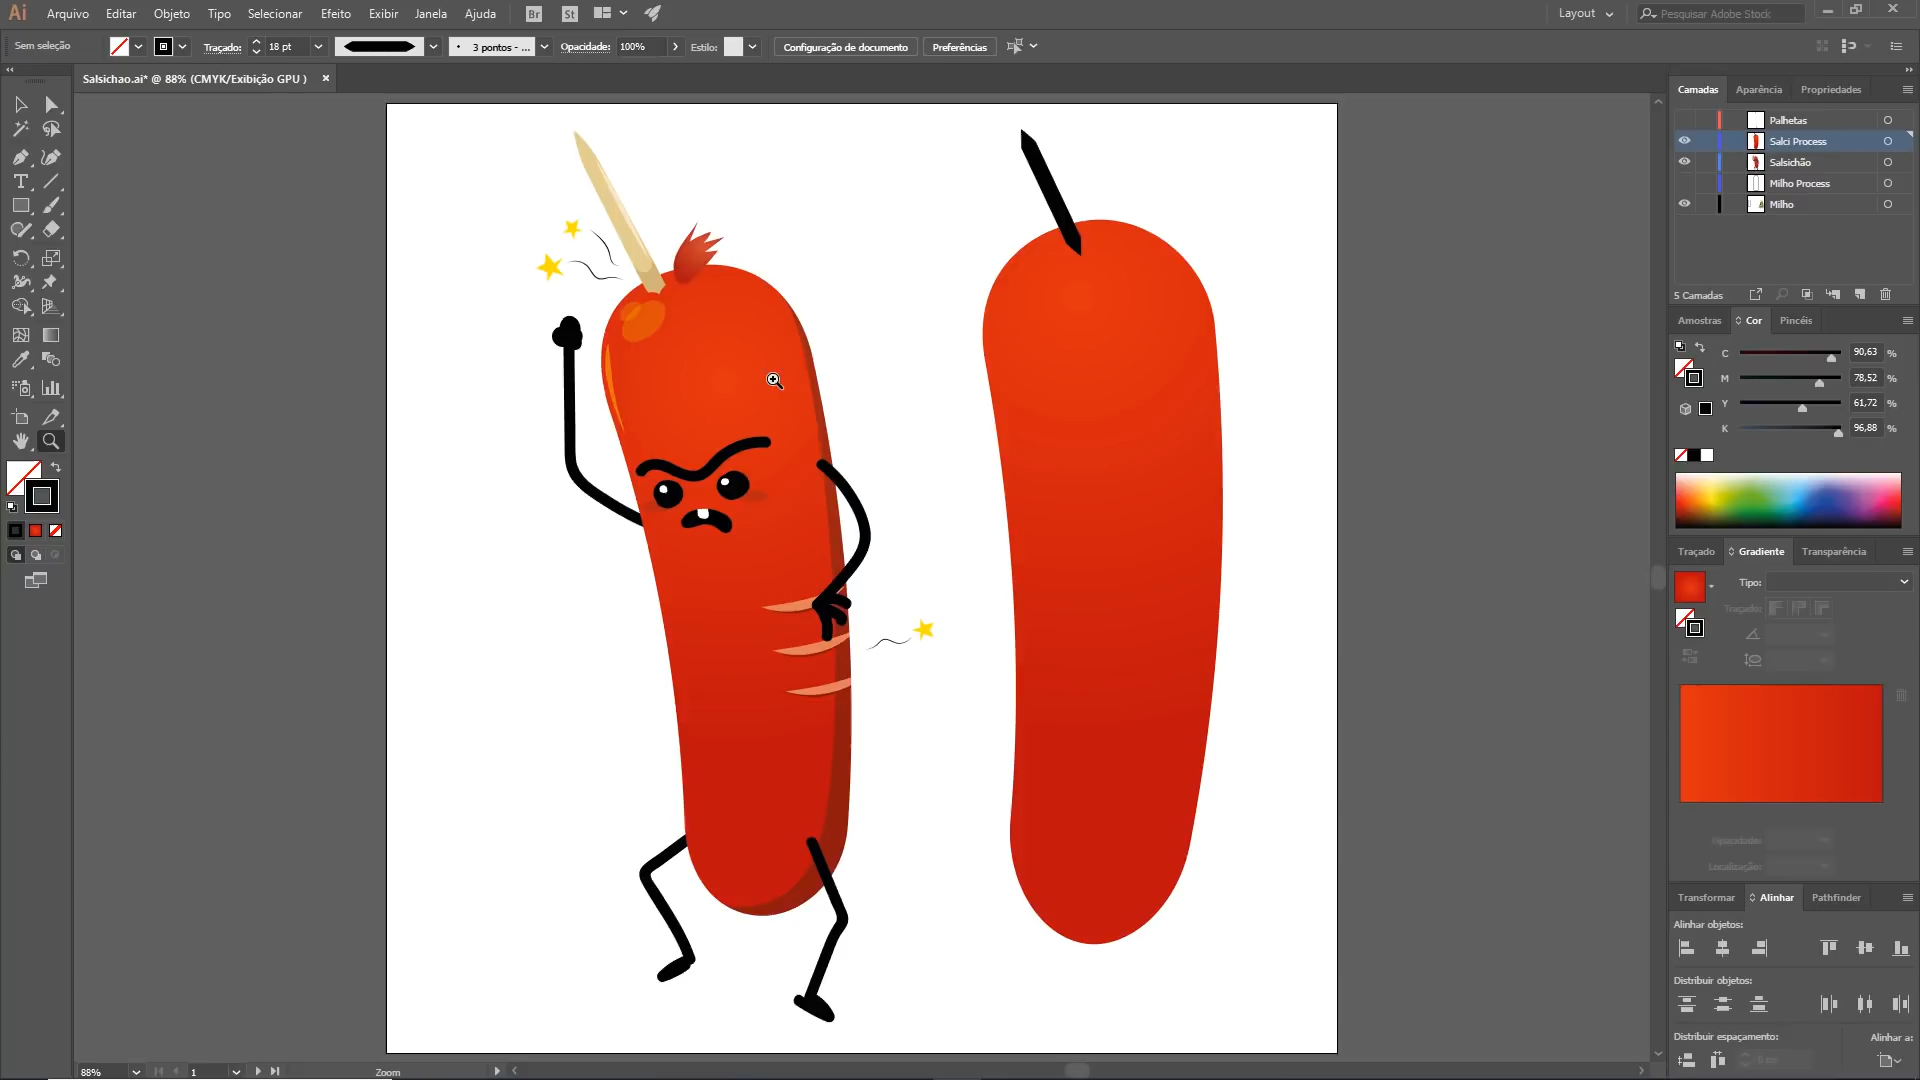 Ai Arquivo Editar Objeto Tipo Selecionar Efeito Exibir Janela Ajuda Br St Layout Pesquisar Adobe Stock
Sem seleção Traçado: 18 pt 3 pontos - ... Opacidade: 100% Estilo: Configuração de documento Preferências
Salsichao.ai* @ 88% (CMYK/Exibição GPU ) ×
Camadas Aparência Propriedades
Palhetas
Salci Process
Salsichão
Milho Process
Milho
5 Camadas
Amostras Cor Pincéis
C 90,63 %
M 78,52 %
Y 61,72 %
K 96,88 %
Traçado Gradiente Transparência
Tipo:
Traçado:
Opacidade:
Localização:
Transformar Alinhar Pathfinder
Alinhar objetos:
Distribuir objetos:
Distribuir espaçamento: Alinhar a:
88% 1 Zoom